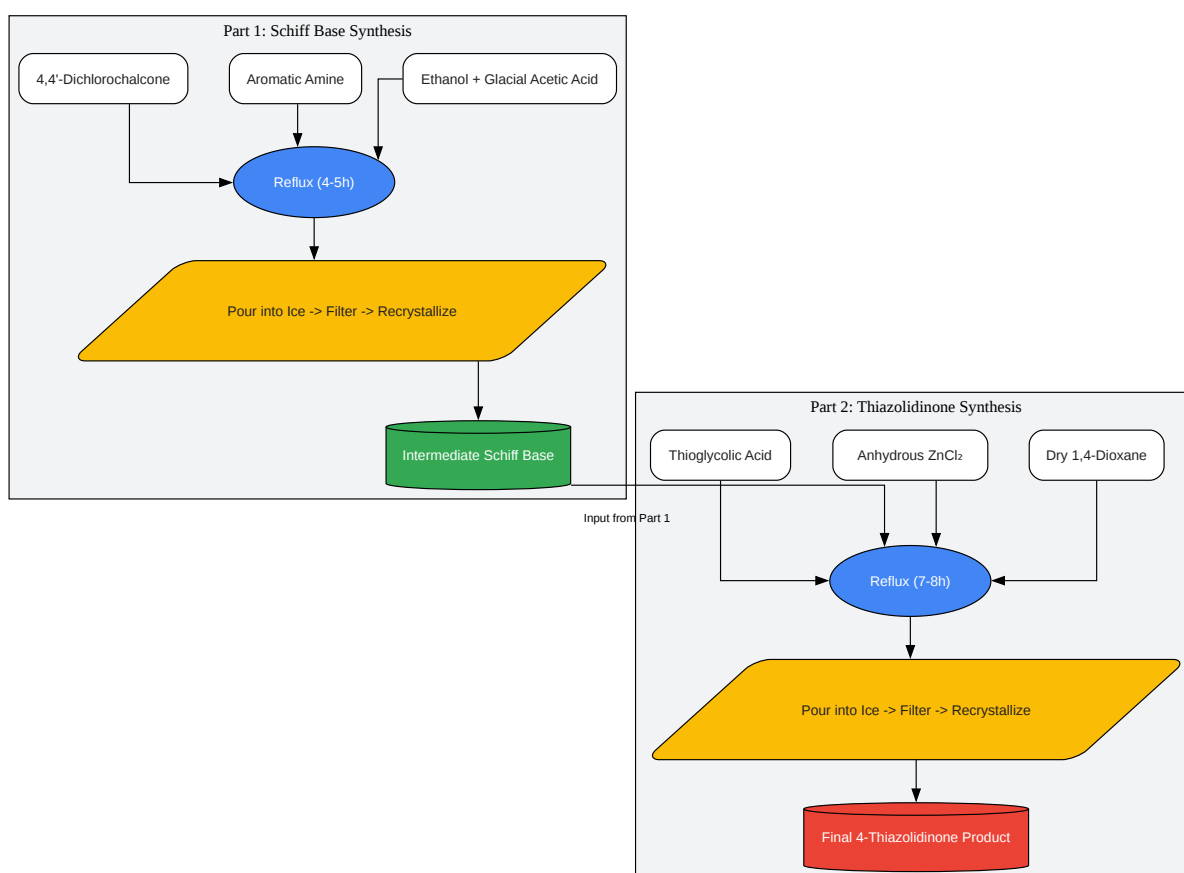 Part 1: Schiff Base Synthesis
4,4'-Dichlorochalcone
Aromatic Amine
Ethanol + Glacial Acetic Acid
Reflux (4-5h)
Pour into Ice -> Filter -> Recrystallize
Intermediate Schiff Base
Input from Part 1
Part 2: Thiazolidinone Synthesis
Thioglycolic Acid
Anhydrous ZnCl₂
Dry 1,4-Dioxane
Reflux (7-8h)
Pour into Ice -> Filter -> Recrystallize
Final 4-Thiazolidinone Product